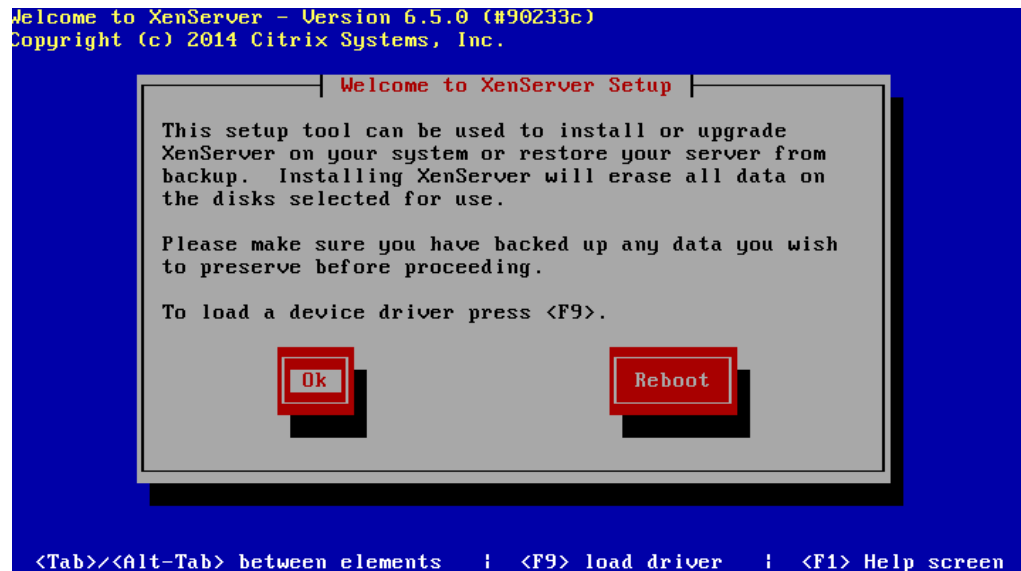 Welcome to XenServer - Version 6.5.0 (#90233c)
Copyright (c) 2014 Citrix Systems, Inc.
Welcome to XenServer Setup
This setup tool can be used to install or upgrade
XenServer on your system or restore your server from
backup.  Installing XenServer will erase all data on
the disks selected for use.
Please make sure you have backed up any data you wish
to preserve before proceeding.
To load a device driver press <F9>.
Ok
Reboot
<Tab>/<Alt-Tab> between elements | <F9> load driver | <F1> Help screen